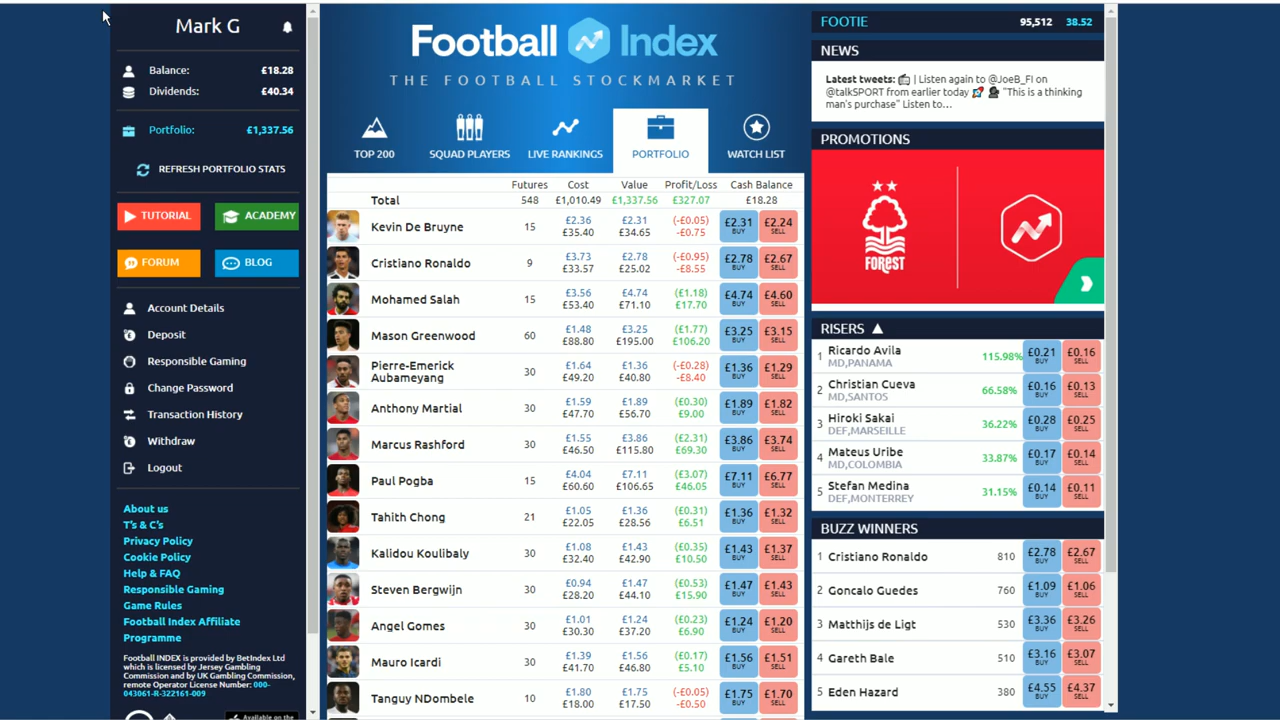 Mark G
Balance: £18.28
Dividends: £40.34
Portfolio: £1,337.56
REFRESH PORTFOLIO STATS
TUTORIAL ACADEMY
FORUM BLOG
Account Details
Deposit
Responsible Gaming
Change Password
Transaction History
Withdraw
Logout
About us
T's & C's
Privacy Policy
Cookie Policy
Help & FAQ
Responsible Gaming
Game Rules
Football Index Affiliate
Programme
Football INDEX is provided by BetIndex Ltd
which is licensed by Jersey Gambling
Commission and by UK Gambling Commission,
remote Operator License Number: 000-
043061-R-322161-009
Available on the
Football Index
THE FOOTBALL STOCKMARKET
TOP 200 SQUAD PLAYERS LIVE RANKINGS PORTFOLIO WATCH LIST
Futures Cost Value Profit/Loss Cash Balance
Total 548 £1,010.49 £1,337.56 £327.07 £18.28
Kevin De Bruyne 15 £2.36 £2.31 (-£0.05) £2.31 £2.24
£35.40 £34.65 -£0.75 BUY SELL
Cristiano Ronaldo 9 £3.73 £2.78 (-£0.95) £2.78 £2.67
£33.57 £25.02 -£8.55 BUY SELL
Mohamed Salah 15 £3.56 £4.74 (£1.18) £4.74 £4.60
£53.40 £71.10 £17.70 BUY SELL
Mason Greenwood 60 £1.48 £3.25 (£1.77) £3.25 £3.15
£88.80 £195.00 £106.20 BUY SELL
Pierre-Emerick 30 £1.64 £1.36 (-£0.28) £1.36 £1.29
Aubameyang £49.20 £40.80 -£8.40 BUY SELL
Anthony Martial 30 £1.59 £1.89 (£0.30) £1.89 £1.82
£47.70 £56.70 £9.00 BUY SELL
Marcus Rashford 30 £1.55 £3.86 (£2.31) £3.86 £3.74
£46.50 £115.80 £69.30 BUY SELL
Paul Pogba 15 £4.04 £7.11 (£3.07) £7.11 £6.77
£60.60 £106.65 £46.05 BUY SELL
Tahith Chong 21 £1.05 £1.36 (£0.31) £1.36 £1.32
£22.05 £28.56 £6.51 BUY SELL
Kalidou Koulibaly 30 £1.08 £1.43 (£0.35) £1.43 £1.37
£32.40 £42.90 £10.50 BUY SELL
Steven Bergwijn 30 £0.94 £1.47 (£0.53) £1.47 £1.43
£28.20 £44.10 £15.90 BUY SELL
Angel Gomes 30 £1.01 £1.24 (£0.23) £1.24 £1.20
£30.30 £37.20 £6.90 BUY SELL
Mauro Icardi 30 £1.39 £1.56 (£0.17) £1.56 £1.51
£41.70 £46.80 £5.10 BUY SELL
Tanguy NDombele 10 £1.80 £1.75 (-£0.05) £1.75 £1.70
£18.00 £17.50 -£0.50 BUY SELL
FOOTIE 95,512 38.52
NEWS
Latest tweets: | Listen again to @JoeB_FI on
@talkSPORT from earlier today "This is a thinking
man's purchase" Listen to...
PROMOTIONS
FOREST
RISERS ▲
1 Ricardo Avila 115.98% £0.21 £0.16
MD,PANAMA BUY SELL
2 Christian Cueva 66.58% £0.16 £0.13
MD,SANTOS BUY SELL
3 Hiroki Sakai 36.22% £0.28 £0.25
DEF,MARSEILLE BUY SELL
4 Mateus Uribe 33.87% £0.17 £0.14
MD,COLOMBIA BUY SELL
5 Stefan Medina 31.15% £0.14 £0.11
DEF,MONTERREY BUY SELL
BUZZ WINNERS
1 Cristiano Ronaldo 810 £2.78 £2.67
BUY SELL
2 Goncalo Guedes 760 £1.09 £1.06
BUY SELL
3 Matthijs de Ligt 530 £3.36 £3.26
BUY SELL
4 Gareth Bale 510 £3.16 £3.07
BUY SELL
5 Eden Hazard 380 £4.55 £4.37
BUY SELL